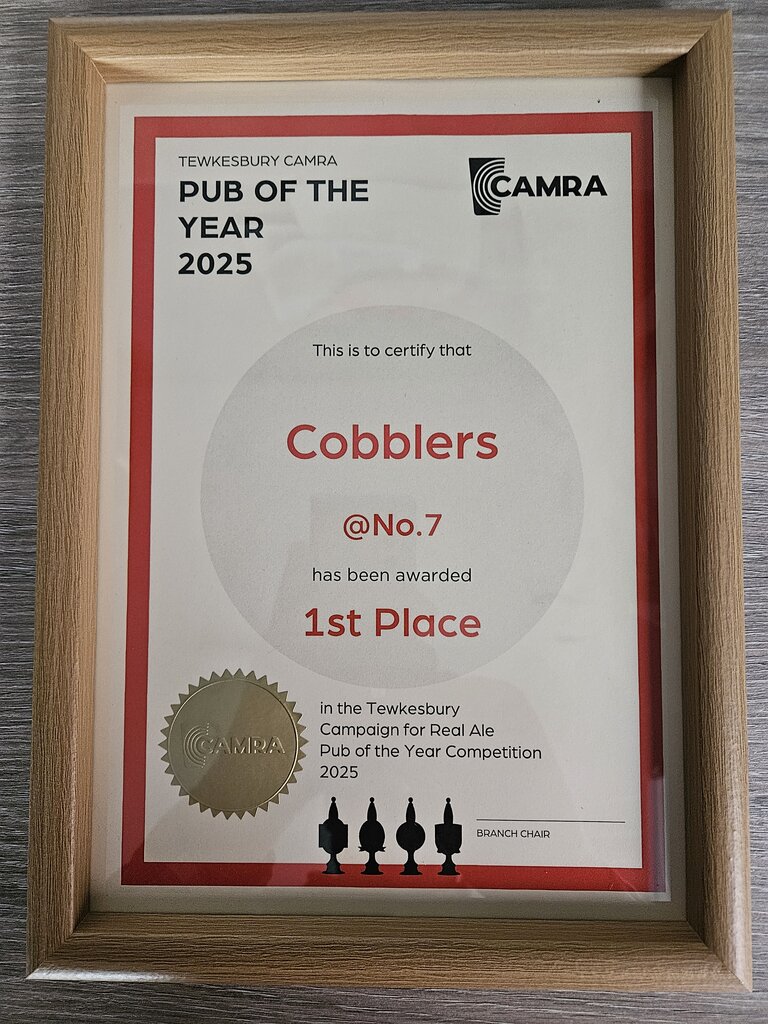 TEWKESBURY CAMRA
PUB OF THE
YEAR
2025
CAMRA
This is to certify that
Cobblers
@No.7
has been awarded
1st Place
CAMRA
in the Tewkesbury
Campaign for Real Ale
Pub of the Year Competition
2025
BRANCH CHAIR